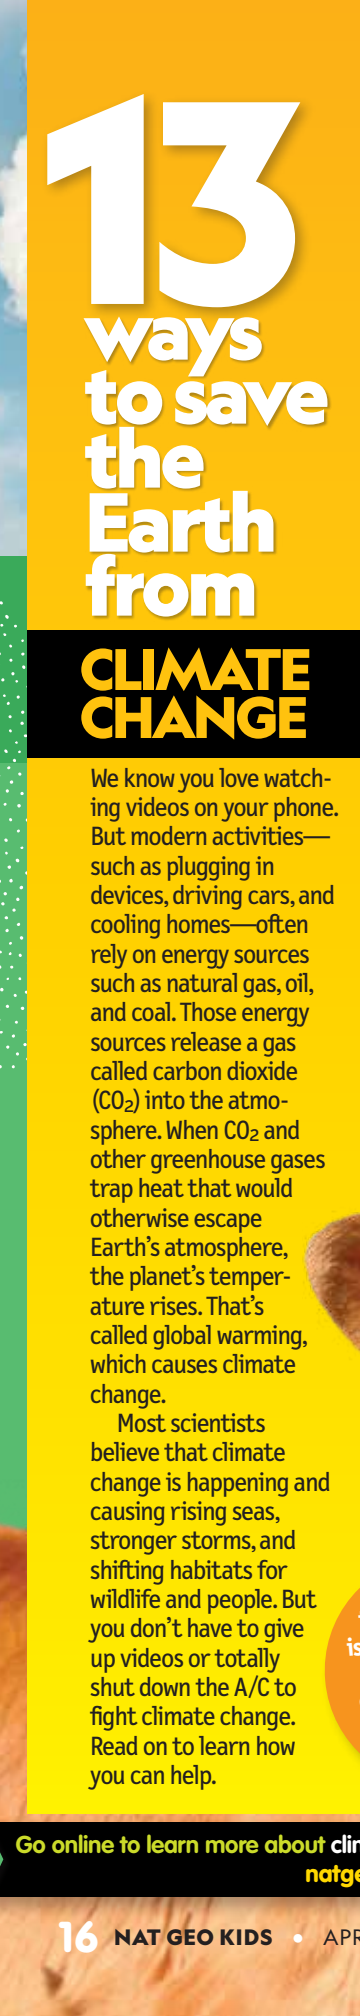 13
ways
to save
the
Earth
from
CLIMATE
CHANGE
We know you love watch-
ing videos on your phone.
But modern activities—
such as plugging in
devices, driving cars, and
cooling homes—often
rely on energy sources
such as natural gas, oil,
and coal. Those energy
sources release a gas
called carbon dioxide
(CO₂) into the atmo-
sphere. When CO₂ and
other greenhouse gases
trap heat that would
otherwise escape
Earth's atmosphere,
the planet's temper-
ature rises. That's
called global warming,
which causes climate
change.
Most scientists
believe that climate
change is happening and
causing rising seas,
stronger storms, and
shifting habitats for
wildlife and people. But
you don't have to give
up videos or totally
shut down the A/C to
fight climate change.
Read on to learn how
you can help.
Go online to learn more about
16 NAT GEO KIDS •